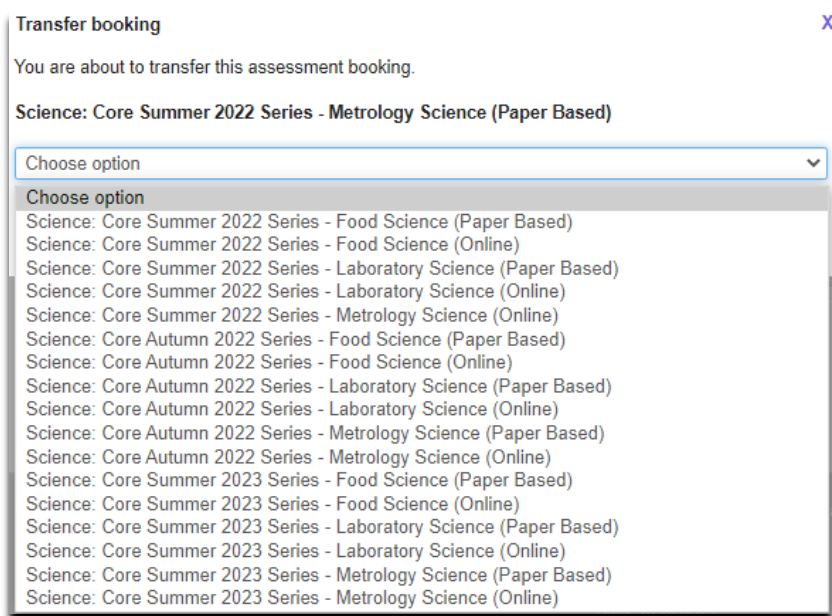 Transfer booking
X
You are about to transfer this assessment booking.
Science: Core Summer 2022 Series - Metrology Science (Paper Based)
Choose option
Choose option
Science: Core Summer 2022 Series - Food Science (Paper Based)
Science: Core Summer 2022 Series - Food Science (Online)
Science: Core Summer 2022 Series - Laboratory Science (Paper Based)
Science: Core Summer 2022 Series - Laboratory Science (Online)
Science: Core Summer 2022 Series - Metrology Science (Online)
Science: Core Autumn 2022 Series - Food Science (Paper Based)
Science: Core Autumn 2022 Series - Food Science (Online)
Science: Core Autumn 2022 Series - Laboratory Science (Paper Based)
Science: Core Autumn 2022 Series - Laboratory Science (Online)
Science: Core Autumn 2022 Series - Metrology Science (Paper Based)
Science: Core Autumn 2022 Series - Metrology Science (Online)
Science: Core Summer 2023 Series - Food Science (Paper Based)
Science: Core Summer 2023 Series - Food Science (Online)
Science: Core Summer 2023 Series - Laboratory Science (Paper Based)
Science: Core Summer 2023 Series - Laboratory Science (Online)
Science: Core Summer 2023 Series - Metrology Science (Paper Based)
Science: Core Summer 2023 Series - Metrology Science (Online)